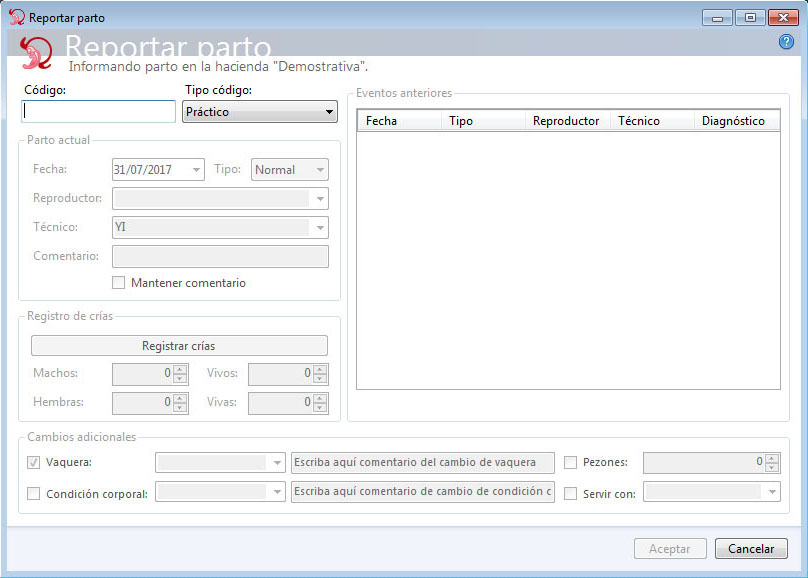 Reportar parto
Reportar parto
Informando parto en la hacienda "Demostrativa".
Código:
Tipo código:
Práctico
Parto actual
Fecha: 31/07/2017 Tipo: Normal
Reproductor:
Técnico: YI
Comentario:
Mantener comentario
Registro de crías
Registrar crías
Machos: 0 Vivos: 0
Hembras: 0 Vivas: 0
Eventos anteriores
Fecha Tipo Reproductor Técnico Diagnóstico
Cambios adicionales
Vaquera: Escriba aquí comentario del cambio de vaquera Pezones: 0
Condición corporal: Escriba aquí comentario de cambio de condición c Servir con:
Aceptar Cancelar